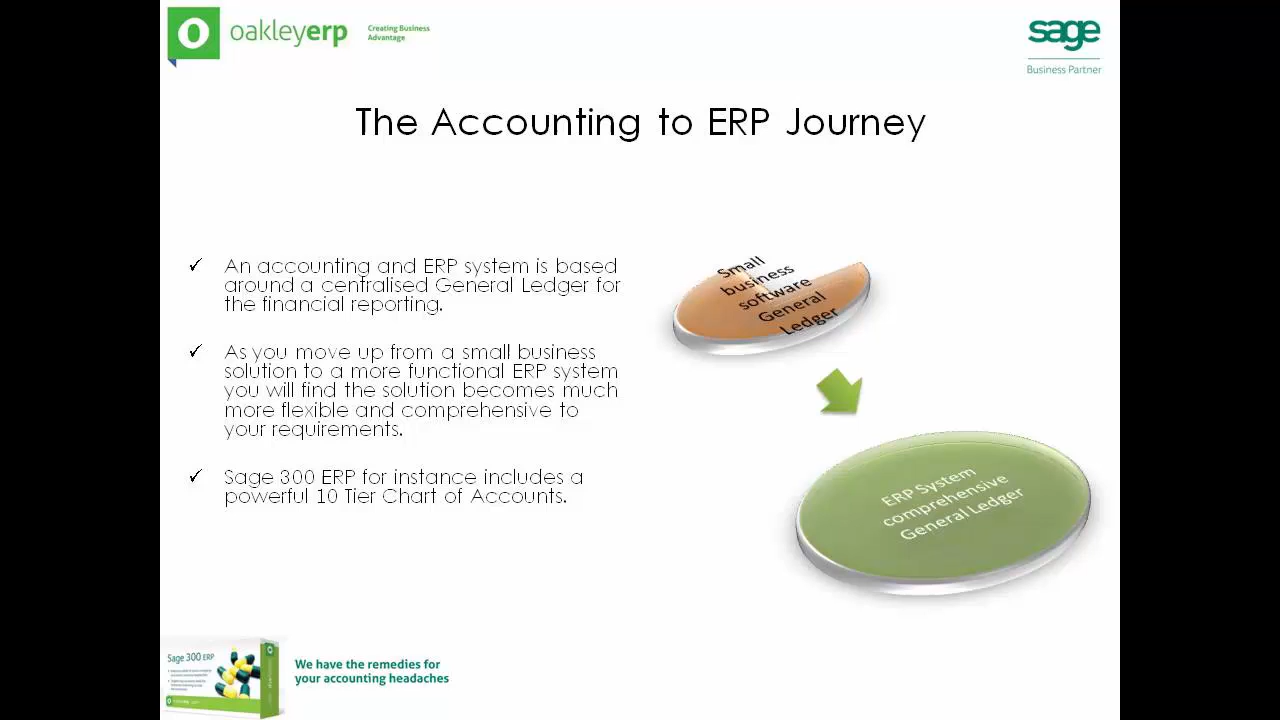 O
oakleyerp
Creating Business
Advantage
sage
Business Partner
The Accounting to ERP Journey
An accounting and ERP system is based
around a centralised General Ledger for
the financial reporting.
As you move up from a small business
solution to a more functional ERP system
you will find the solution becomes much
more flexible and comprehensive to
your requirements.
Sage 300 ERP for instance includes a
powerful 10 Tier Chart of Accounts.
Small
business
software
General
Ledger
ERP System
comprehensive
General Ledger
Sage 300 ERP
We have the remedies for
your accounting headaches